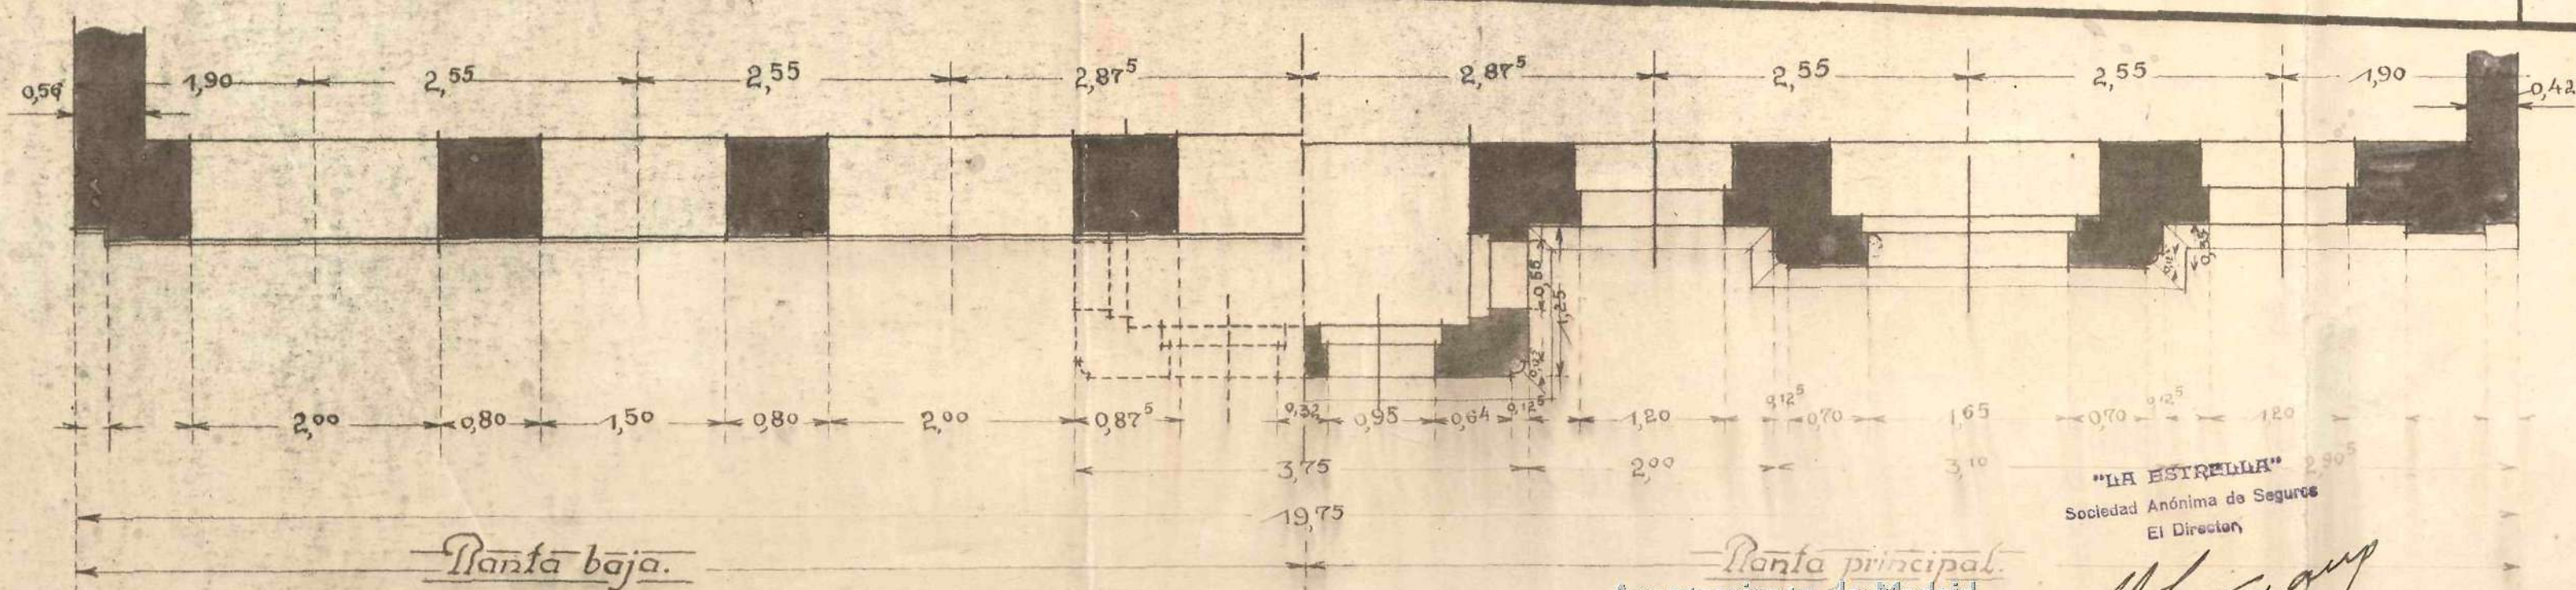 0,56 1,90 2,55 2,55 2,87⁵ 2,87⁵ 2,55 2,55 1,90 0,42
0,55 1,25
0,35
2,00 0,80 1,50 0,80 2,00 0,87⁵ 0,32 0,95 0,64 0,12⁵ 1,20 0,12⁵ 0,70 1,65 0,70 0,12⁵ 1,20
3,75 2,00 3,10 2,90⁵
19,75
Planta baja.
Planta principal.
"LA ESTRELLA"
Sociedad Anónima de Seguros
El Director,
Ayuntamiento de Madrid